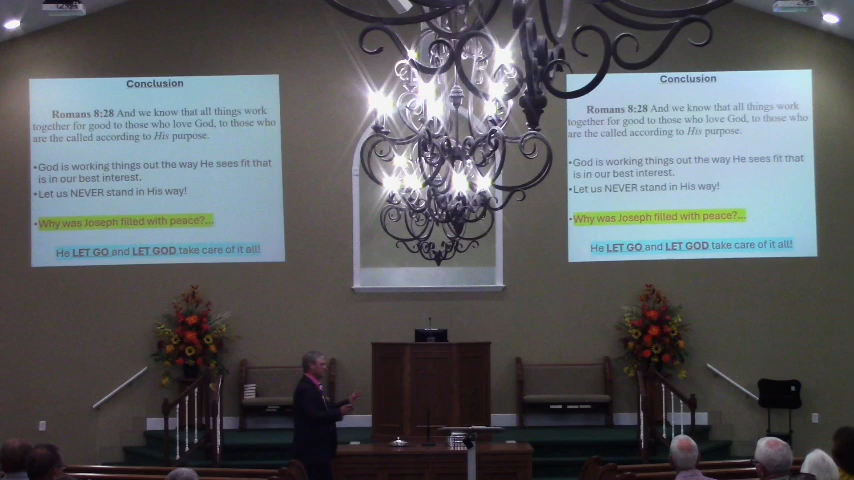 Conclusion
Romans 8:28 And we know that all things work
together for good to those who love God, to those who
are the called according to His purpose.
•God is working things out the way He sees fit that
is in our best interest.
•Let us NEVER stand in His way!
•Why was Joseph filled with peace?...
He LET GO and LET GOD take care of it all!
Conclusion
Romans 8:28 And we know that all things work
together for good to those who love God, to those who
are the called according to His purpose.
•God is working things out the way He sees fit that
is in our best interest.
•Let us NEVER stand in His way!
•Why was Joseph filled with peace?...
He LET GO and LET GOD take care of it all!